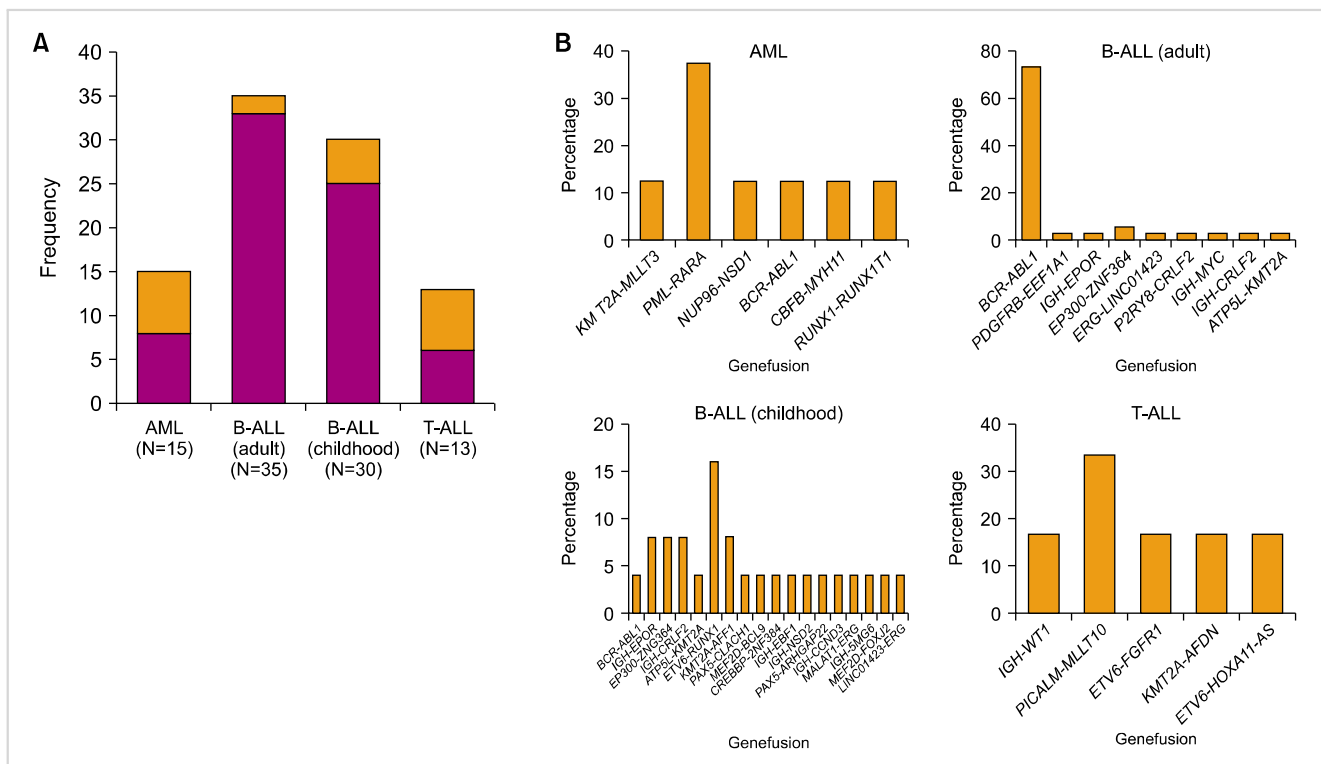 A
Frequency
40
35
30
25
20
15
10
5
0
AML
(N=15)
B-ALL
(adult)
(N=35)
B-ALL
(childhood)
(N=30)
T-ALL
(N=13)
B
AML
Percentage
40
30
20
10
0
KM T2A-MLLT3
PML-RARA
NUP96-NSD1
BCR-ABL1
CBFB-MYH11
RUNX1-RUNX1T1
Genefusion
B-ALL (adult)
Percentage
80
60
40
20
0
BCR-ABL1
PDGFRB-EEF1A1
IGH-EPOR
EP300-ZNF364
ERG-LINC01423
P2RY8-CRLF2
IGH-MYC
IGH-CRLF2
ATP5L-KMT2A
Genefusion
B-ALL (childhood)
Percentage
20
15
10
5
0
BCR-ABL1
IGH-EPOR
EP300-ZNG364
IGH-CRLF2
ATP5L-KMT2A
ETV6-RUNX1
KMT2A-AFF1
PAX5-CLACH1
MEF2D-BCL9
CREBBP-2NF384
IGH-EBF1
IGH-NSD2
PAX5-ARHGAP22
IGH-CCND3
MALAT1-ERG
IGH-5MG6
MEF2D-FOXJ2
LINC01423-ERG
Genefusion
T-ALL
Percentage
40
30
20
10
0
IGH-WT1
PICALM-MLLT10
ETV6-FGFR1
KMT2A-AFDN
ETV6-HOXA11-AS
Genefusion